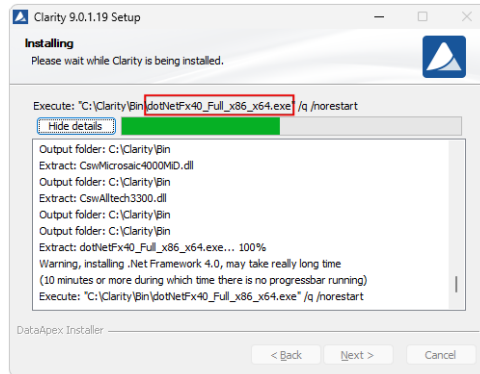 Clarity 9.0.1.19 Setup
Installing
Please wait while Clarity is being installed.
Execute: "C:\Clarity\Bin\dotNetFx40_Full_x86_x64.exe" /q /norestart
Hide details
Output folder: C:\Clarity\Bin
Extract: CswMicrosaic4000MiD.dll
Output folder: C:\Clarity\Bin
Extract: CswAlltech3300.dll
Output folder: C:\Clarity\Bin
Output folder: C:\Clarity\Bin
Extract: dotNetFx40_Full_x86_x64.exe... 100%
Warning, installing .Net Framework 4.0, may take really long time
(10 minutes or more during which time there is no progressbar running)
Execute: "C:\Clarity\Bin\dotNetFx40_Full_x86_x64.exe" /q /norestart
DataApex Installer
< Back Next > Cancel